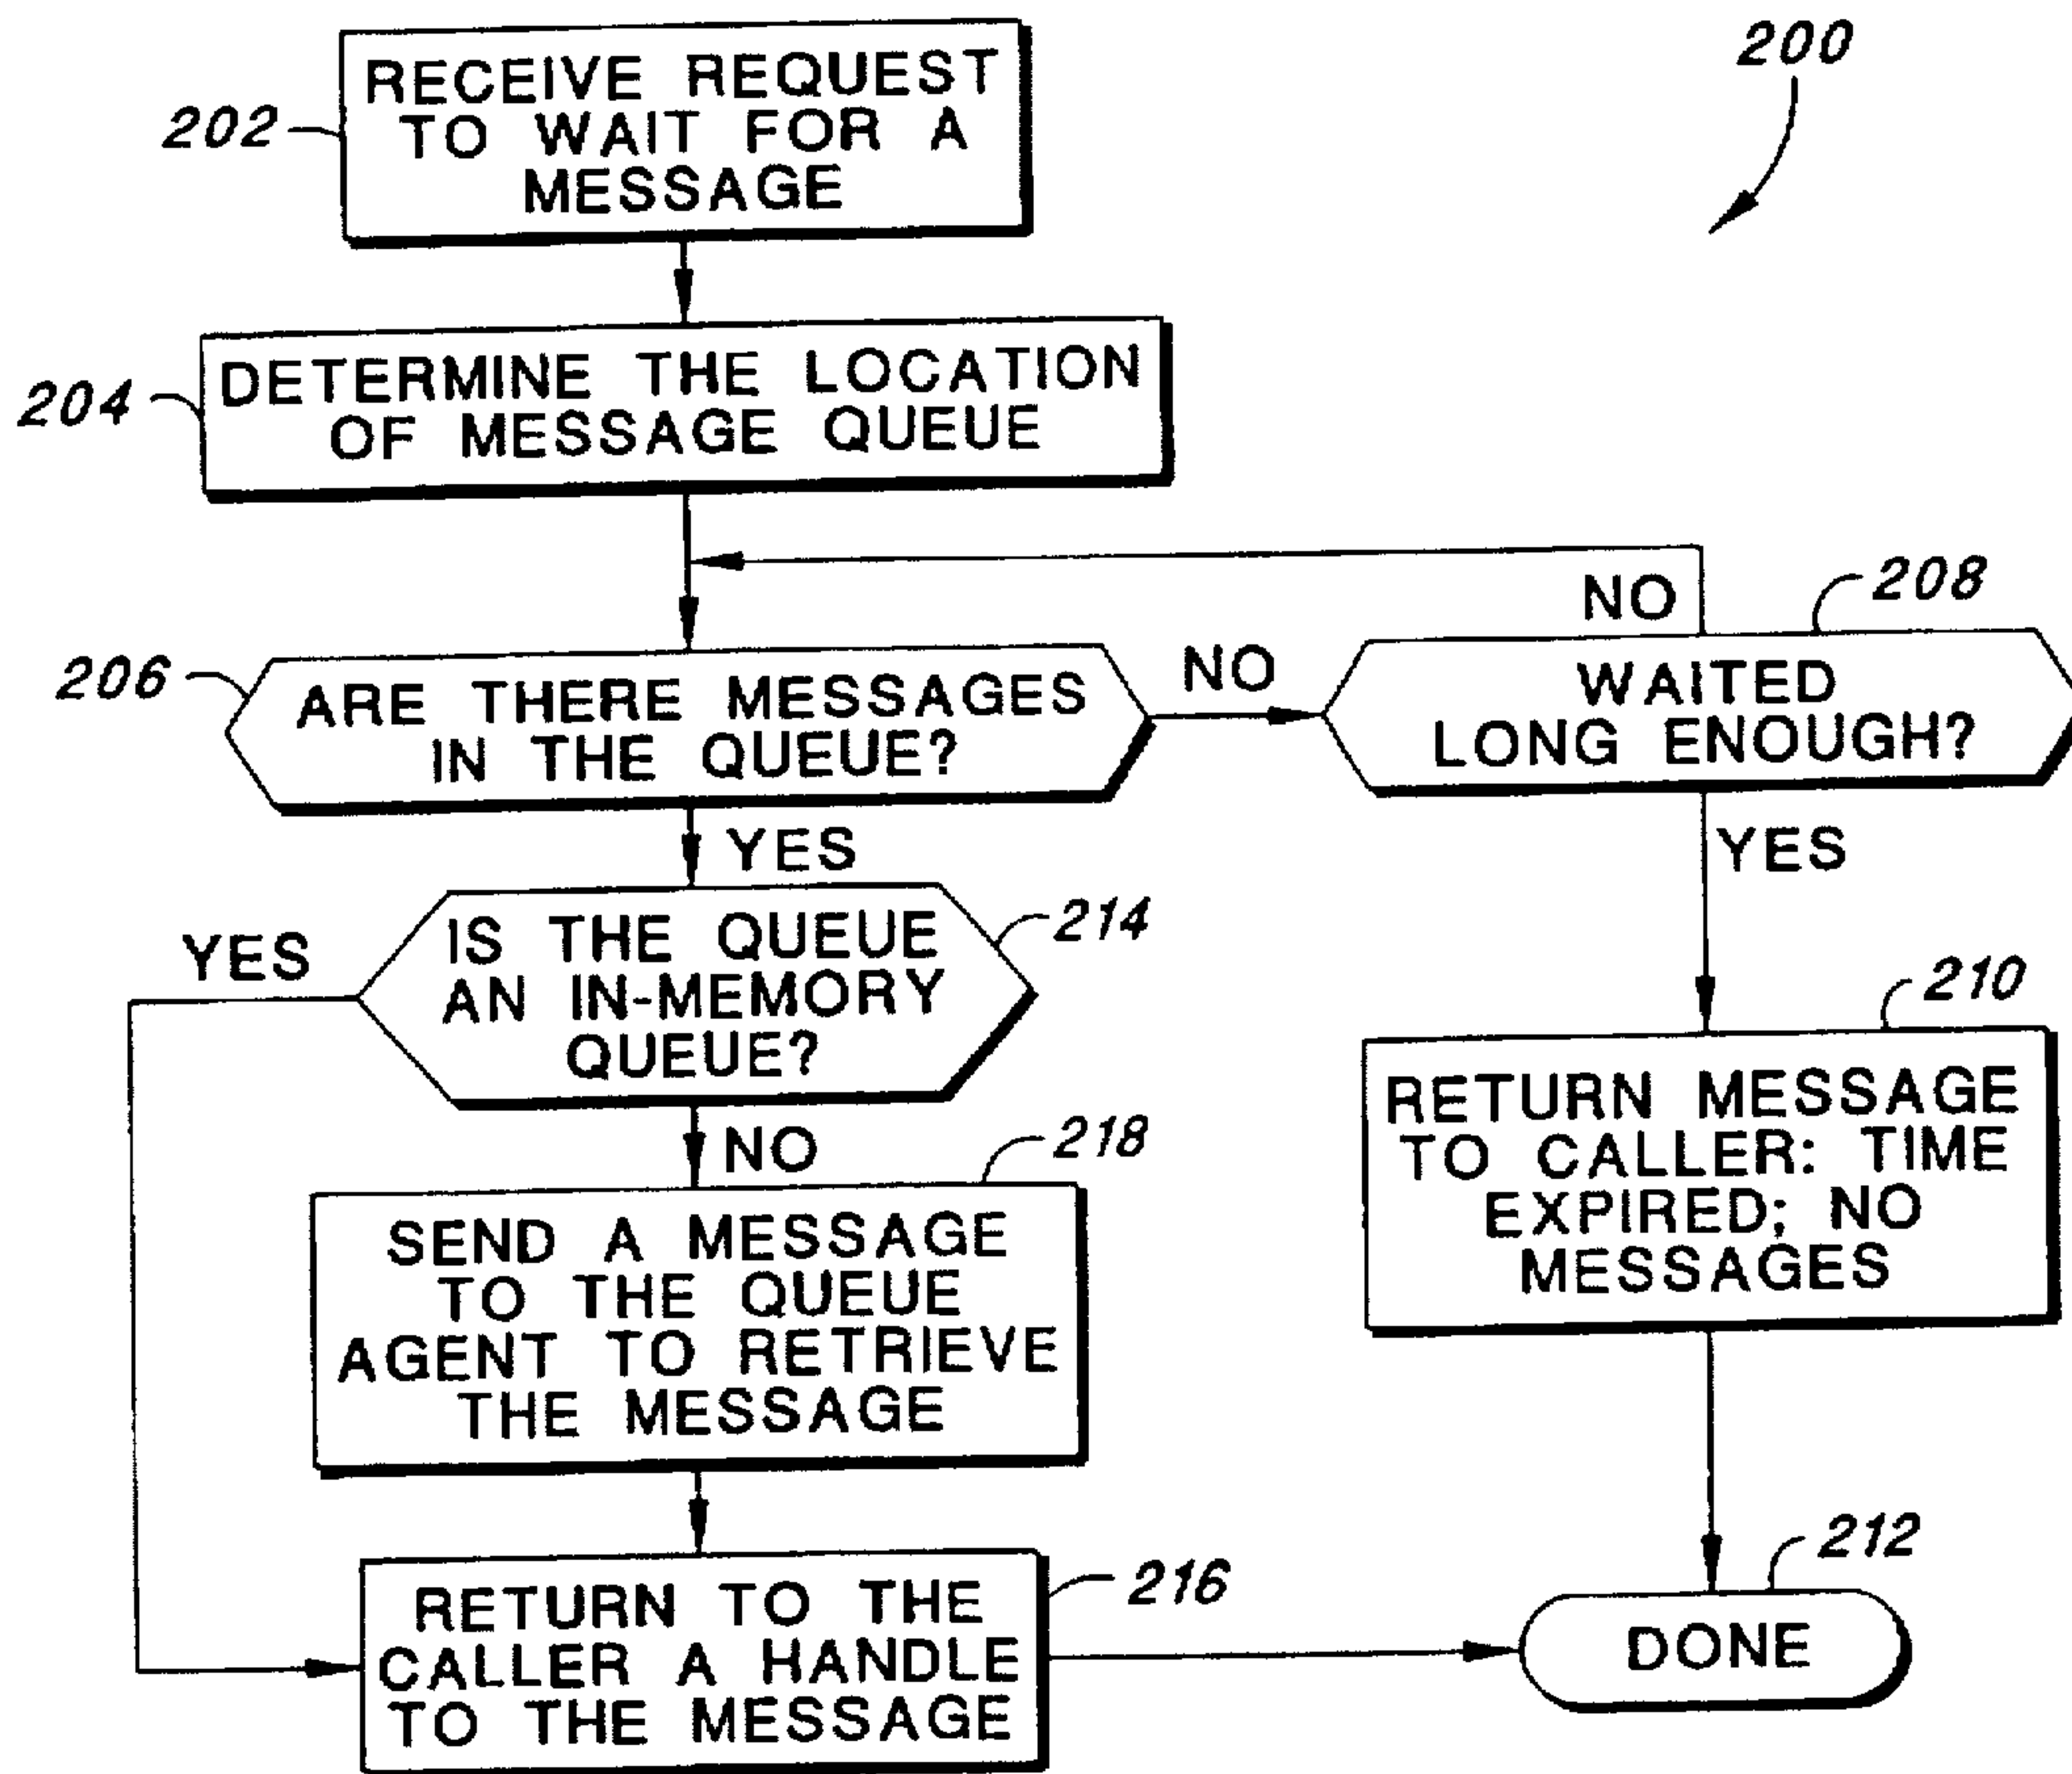 200
202
RECEIVE REQUEST
TO WAIT FOR A
MESSAGE
204
DETERMINE THE LOCATION
OF MESSAGE QUEUE
206
ARE THERE MESSAGES
IN THE QUEUE?
NO
NO
208
WAITED
LONG ENOUGH?
YES
YES
YES
214
IS THE QUEUE
AN IN-MEMORY
QUEUE?
NO
210
RETURN MESSAGE
TO CALLER: TIME
EXPIRED; NO
MESSAGES
218
SEND A MESSAGE
TO THE QUEUE
AGENT TO RETRIEVE
THE MESSAGE
216
RETURN TO THE
CALLER A HANDLE
TO THE MESSAGE
212
DONE